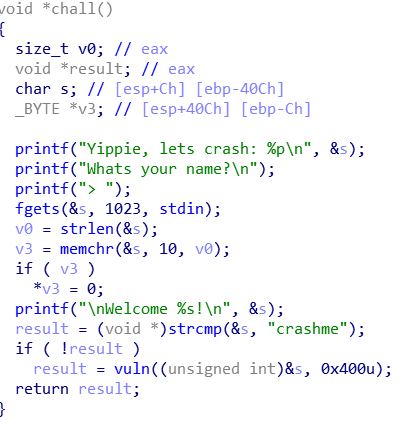 void *chall()
{
size_t v0; // eax
void *result; // eax
char s; // [esp+Ch] [ebp-40Ch]
_BYTE *v3; // [esp+40Ch] [ebp-Ch]
printf("Yippie, lets crash: %p\n", &s);
printf("Whats your name?\n");
printf("> ");
fgets(&s, 1023, stdin);
v0 = strlen(&s);
v3 = memchr(&s, 10, v0);
if ( v3 )
*v3 = 0;
printf("\nWelcome %s!\n", &s);
result = (void *)strcmp(&s, "crashme");
if ( !result )
result = vuln((unsigned int)&s, 0x400u);
return result;
}